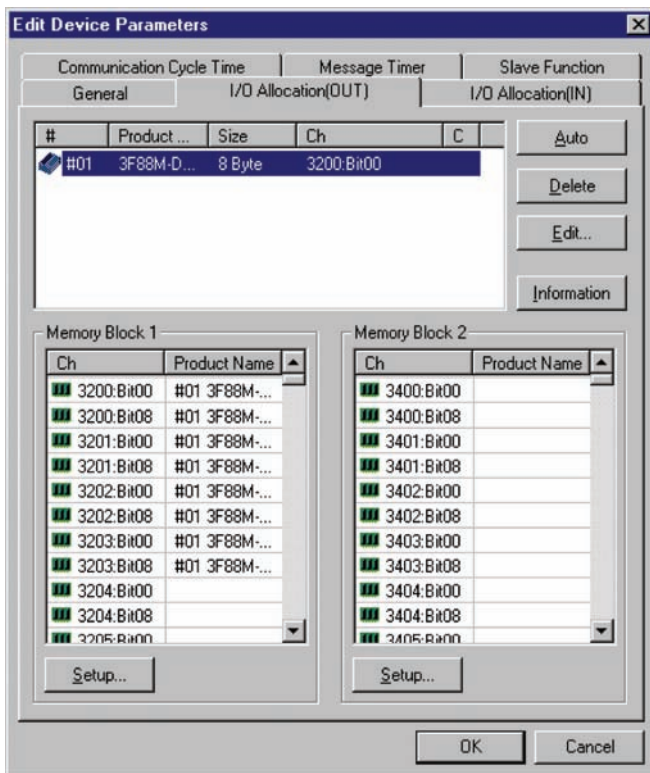 Edit Device Parameters
Communication Cycle Time Message Timer Slave Function
General I/O Allocation(OUT) I/O Allocation(IN)
# Product ... Size Ch C
#01 3F88M-D... 8 Byte 3200:Bit00
Auto
Delete
Edit...
Information
Memory Block 1
Ch Product Name
3200:Bit00 #01 3F88M-...
3200:Bit08 #01 3F88M-...
3201:Bit00 #01 3F88M-...
3201:Bit08 #01 3F88M-...
3202:Bit00 #01 3F88M-...
3202:Bit08 #01 3F88M-...
3203:Bit00 #01 3F88M-...
3203:Bit08 #01 3F88M-...
3204:Bit00
3204:Bit08
3205:Bit00
Setup...
Memory Block 2
Ch Product Name
3400:Bit00
3400:Bit08
3401:Bit00
3401:Bit08
3402:Bit00
3402:Bit08
3403:Bit00
3403:Bit08
3404:Bit00
3404:Bit08
3405:Bit00
Setup...
OK Cancel